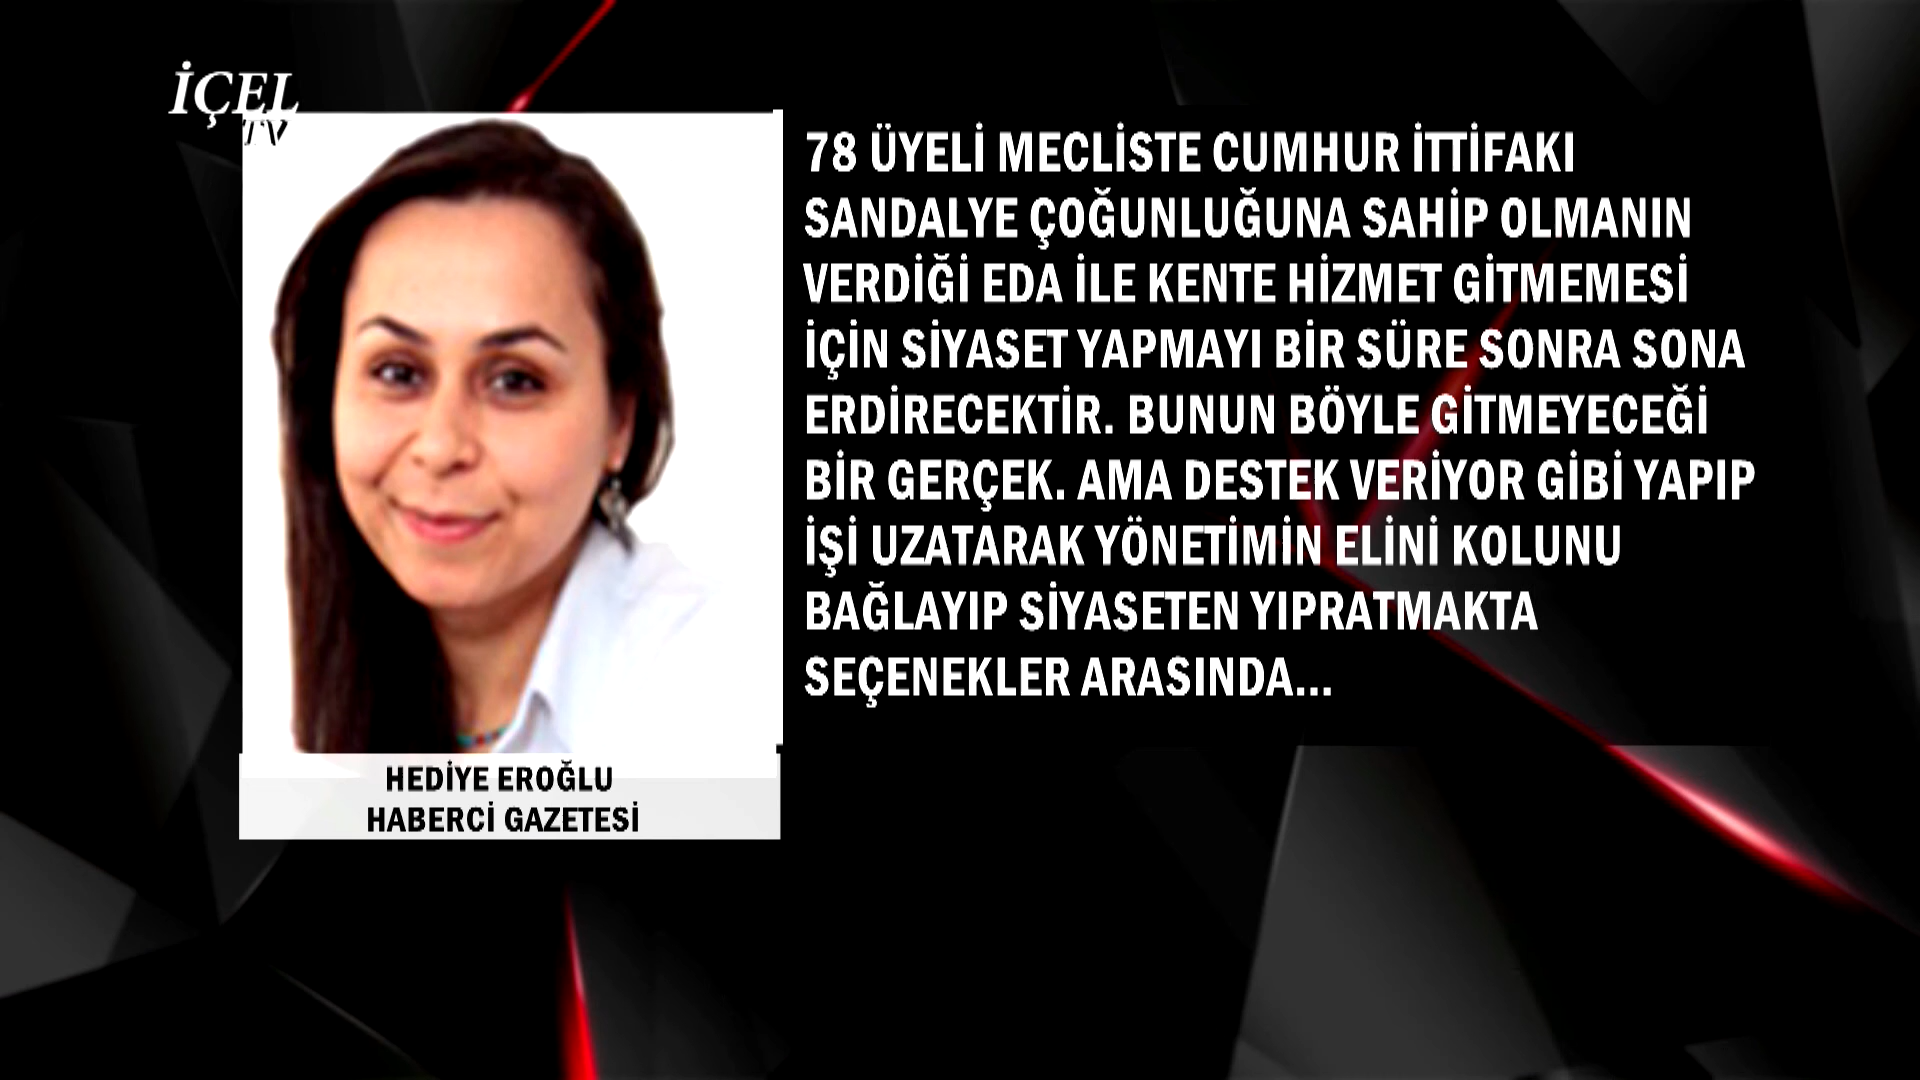 İÇEL
TV
78 ÜYELİ MECLİSTE CUMHUR İTTİFAKI
SANDALYE ÇOĞUNLUĞUNA SAHİP OLMANIN
VERDİĞİ EDA İLE KENTE HİZMET GİTMEMESİ
İÇİN SİYASET YAPMAYI BİR SÜRE SONRA SONA
ERDİRECEKTİR. BUNUN BÖYLE GİTMEYECEĞİ
BİR GERÇEK. AMA DESTEK VERİYOR GİBİ YAPIP
İŞİ UZATARAK YÖNETİMİN ELİNİ KOLUNU
BAĞLAYIP SİYASETEN YIPRATMAKTA
SEÇENEKLER ARASINDA...
HEDİYE EROĞLU
HABERCİ GAZETESİ